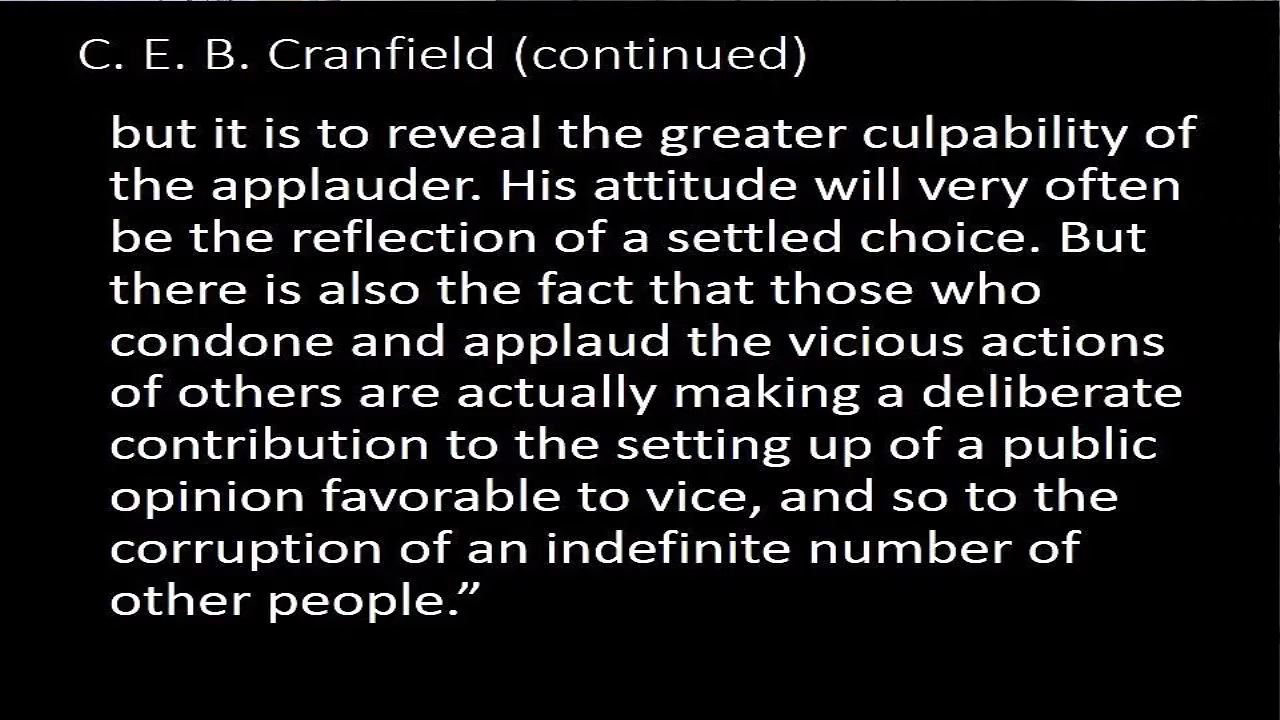 C. E. B. Cranfield (continued)
but it is to reveal the greater culpability of
the applauder. His attitude will very often
be the reflection of a settled choice. But
there is also the fact that those who
condone and applaud the vicious actions
of others are actually making a deliberate
contribution to the setting up of a public
opinion favorable to vice, and so to the
corruption of an indefinite number of
other people.”